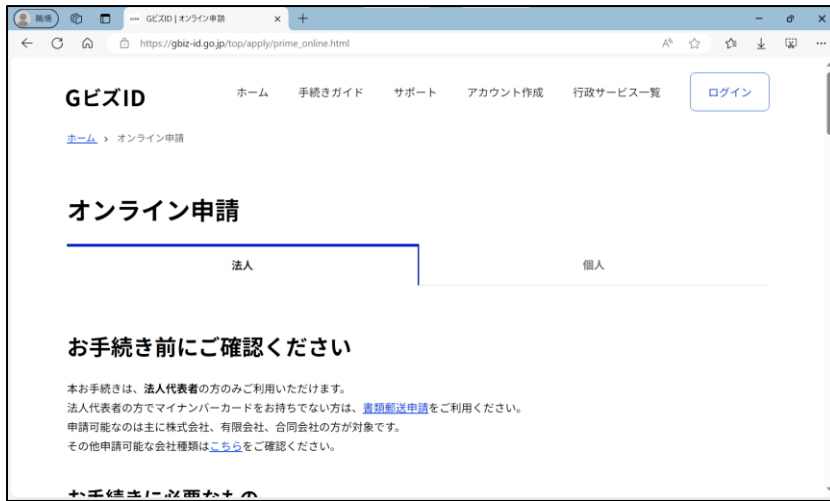 職場
GビズID | オンライン申請
https://gbiz-id.go.jp/top/apply/prime_online.html
GビズID
ホーム 手続きガイド サポート アカウント作成 行政サービス一覧 ログイン
ホーム > オンライン申請
オンライン申請
法人 個人
お手続き前にご確認ください
本お手続きは、法人代表者の方のみご利用いただけます。
法人代表者の方でマイナンバーカードをお持ちでない方は、書類郵送申請をご利用ください。
申請可能なのは主に株式会社、有限会社、合同会社の方が対象です。
その他申請可能な会社種類はこちらをご確認ください。
お手続きに必要なもの